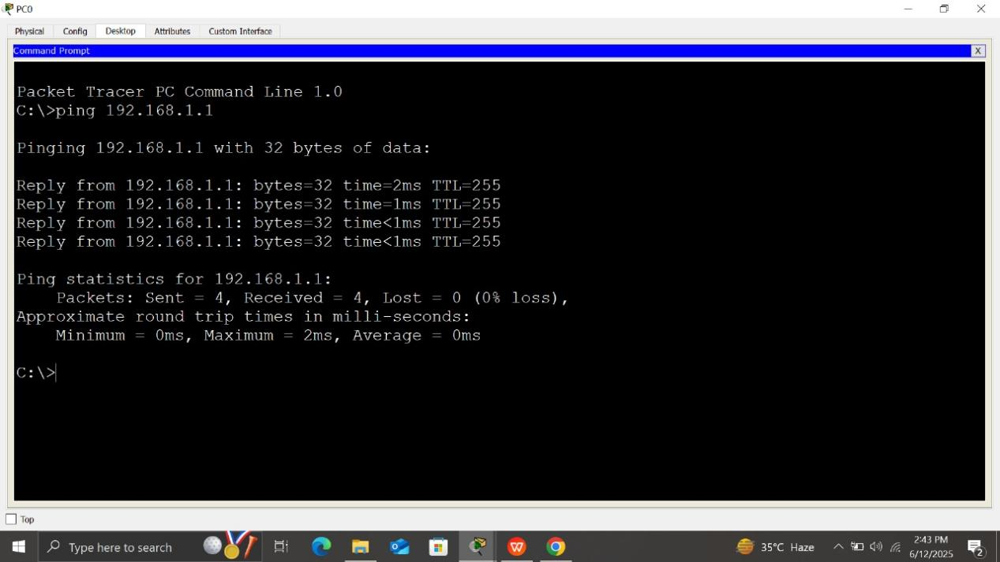 PC0
Physical Config Desktop Attributes Custom Interface
Command Prompt X
Packet Tracer PC Command Line 1.0
C:\>ping 192.168.1.1
Pinging 192.168.1.1 with 32 bytes of data:
Reply from 192.168.1.1: bytes=32 time=2ms TTL=255
Reply from 192.168.1.1: bytes=32 time=1ms TTL=255
Reply from 192.168.1.1: bytes=32 time<1ms TTL=255
Reply from 192.168.1.1: bytes=32 time<1ms TTL=255
Ping statistics for 192.168.1.1:
Packets: Sent = 4, Received = 4, Lost = 0 (0% loss),
Approximate round trip times in milli-seconds:
Minimum = 0ms, Maximum = 2ms, Average = 0ms
C:\>
Top
Type here to search
35°C Haze
2:43 PM
6/12/2025
2